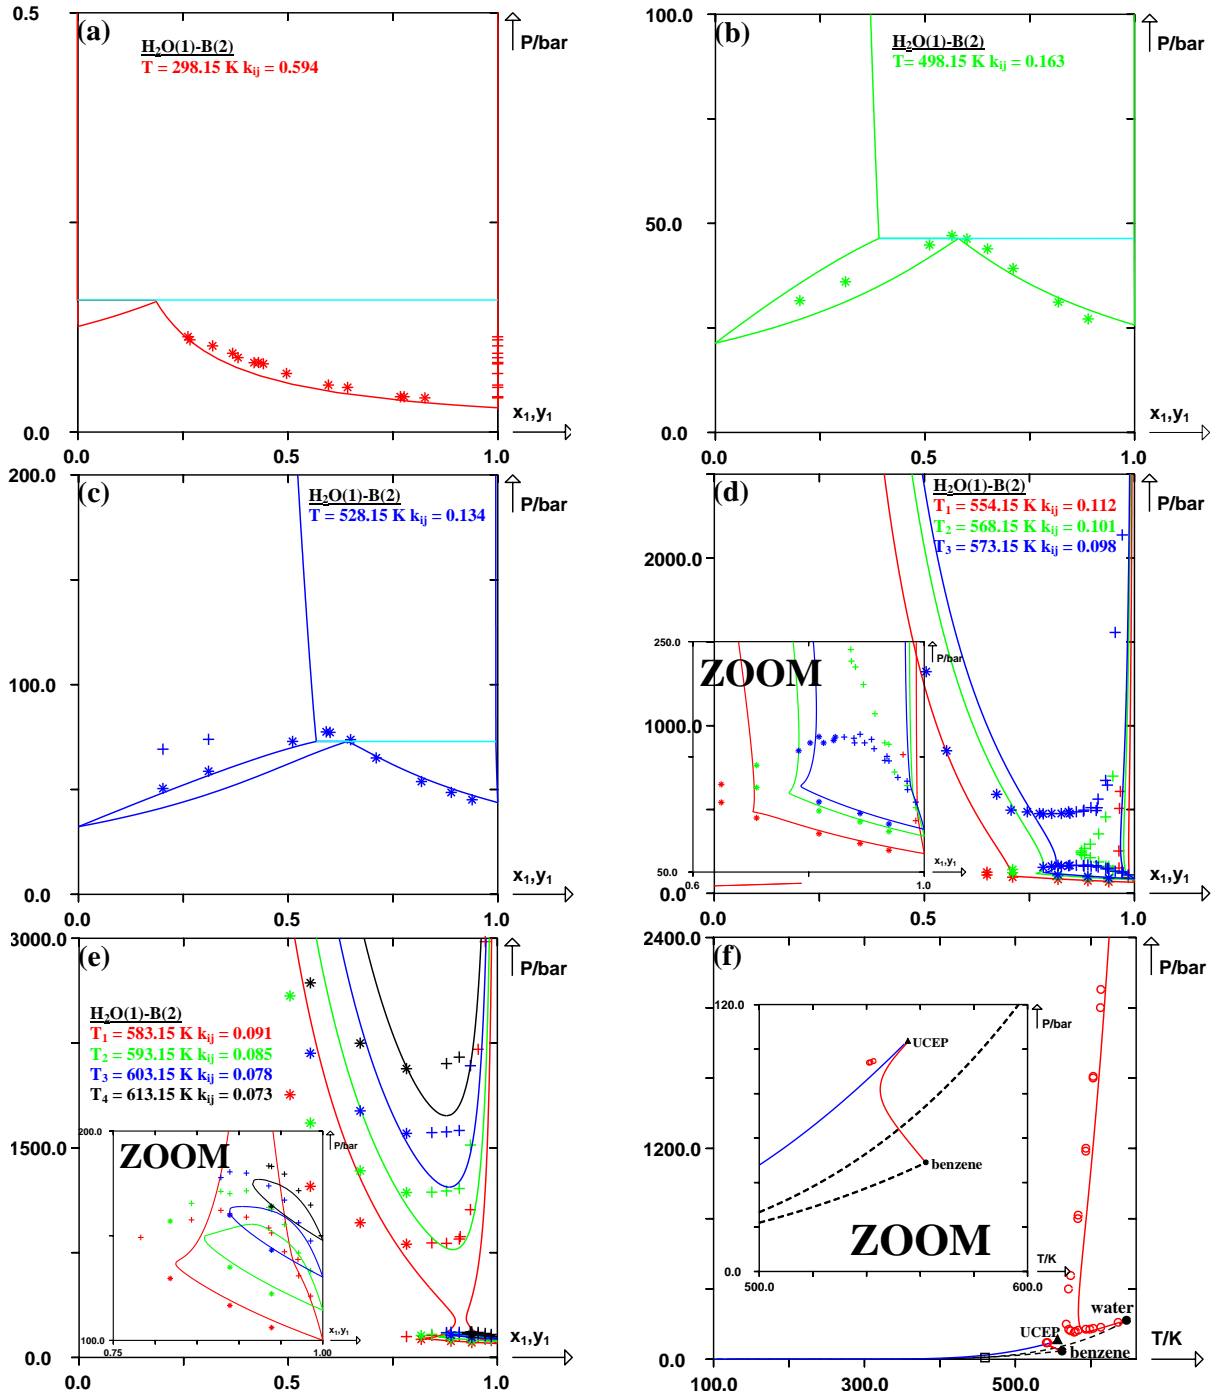 (a)
0.5
P/bar
H2O(1)-B(2)
T = 298.15 K kij = 0.594
0.0
x1,y1
0.0
0.5
1.0
(b)
100.0
P/bar
H2O(1)-B(2)
T= 498.15 K kij = 0.163
50.0
0.0
x1,y1
0.0
0.5
1.0
(c)
200.0
P/bar
H2O(1)-B(2)
T = 528.15 K kij = 0.134
100.0
0.0
x1,y1
0.0
0.5
1.0
(d)
P/bar
H2O(1)-B(2)
T1 = 554.15 K kij = 0.112
T2 = 568.15 K kij = 0.101
T3 = 573.15 K kij = 0.098
2000.0
1000.0
0.0
250.0
P/bar
ZOOM
x1,y1
50.0
0.6
1.0
x1,y1
0.0
0.5
1.0
(e)
3000.0
P/bar
H2O(1)-B(2)
T1 = 583.15 K kij = 0.091
T2 = 593.15 K kij = 0.085
T3 = 603.15 K kij = 0.078
T4 = 613.15 K kij = 0.073
1500.0
0.0
200.0
P/bar
ZOOM
x1,y1
100.0
0.75
1.00
x1,y1
0.0
0.5
1.0
(f)
2400.0
P/bar
1200.0
0.0
120.0
P/bar
UCEP
benzene
ZOOM
0.0
T/K
500.0
600.0
water
UCEP
benzene
T/K
100.0
300.0
500.0